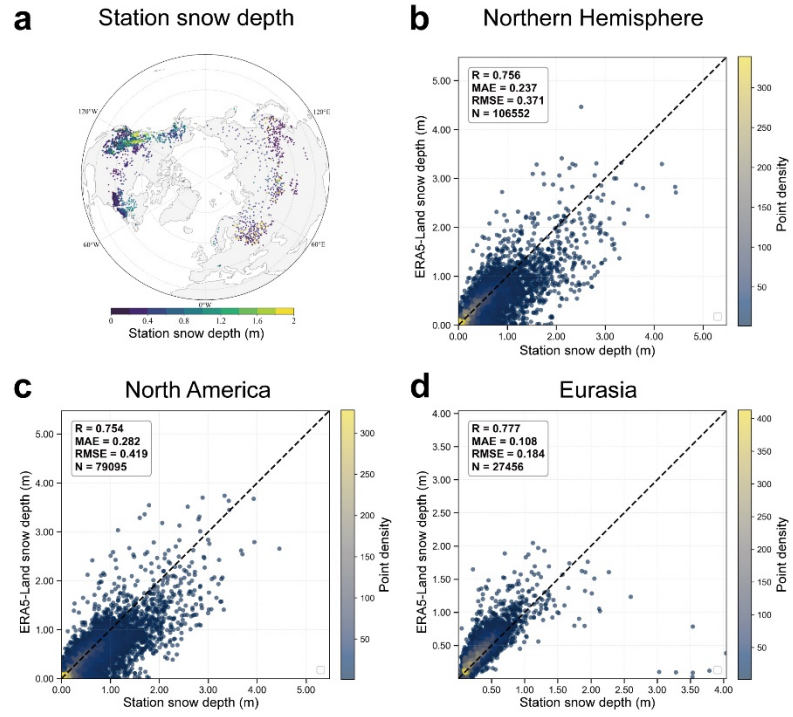 a
Station snow depth
170°W
120°E
60°W
60°E
0°W
0 0.4 0.8 1.2 1.6 2
Station snow depth (m)
b
Northern Hemisphere
R = 0.756
MAE = 0.237
RMSE = 0.371
N = 106552
ERA5-Land snow depth (m)
5.00
4.00
3.00
2.00
1.00
0.00
0.00 1.00 2.00 3.00 4.00 5.00
Station snow depth (m)
300
250
200
150
100
50
Point density
c
North America
R = 0.754
MAE = 0.282
RMSE = 0.419
N = 79095
ERA5-Land snow depth (m)
5.00
4.00
3.00
2.00
1.00
0.00
0.00 1.00 2.00 3.00 4.00 5.00
Station snow depth (m)
300
250
200
150
100
50
Point density
d
Eurasia
R = 0.777
MAE = 0.108
RMSE = 0.184
N = 27456
ERA5-Land snow depth (m)
4.00
3.50
3.00
2.50
2.00
1.50
1.00
0.50
0.50 1.00 1.50 2.00 2.50 3.00 3.50 4.0
Station snow depth (m)
400
350
300
250
200
150
100
50
Point density